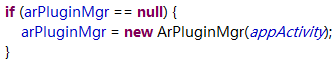 if (arPluginMgr == null) {
    arPluginMgr = new ArPluginMgr(appActivity);
}